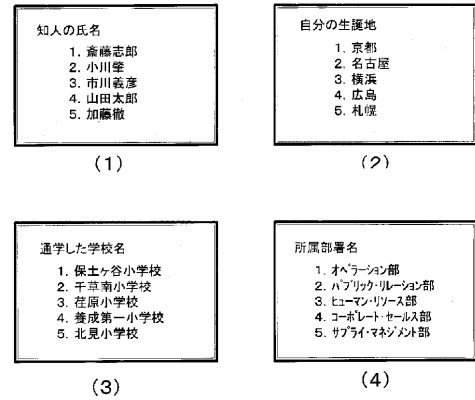 知人の氏名
1. 斎藤志郎
2. 小川肇
3. 市川義彦
4. 山田太郎
5. 加藤徹
(1)
自分の生誕地
1. 京都
2. 名古屋
3. 横浜
4. 広島
5. 札幌
(2)
通学した学校名
1. 保土ヶ谷小学校
2. 千草南小学校
3. 荏原小学校
4. 養成第一小学校
5. 北見小学校
(3)
所属部署名
1. オペラーション部
2. パブリック・リレーション部
3. ヒューマン・リソース部
4. コーポレート・セールス部
5. サプライ・マネジメント部
(4)